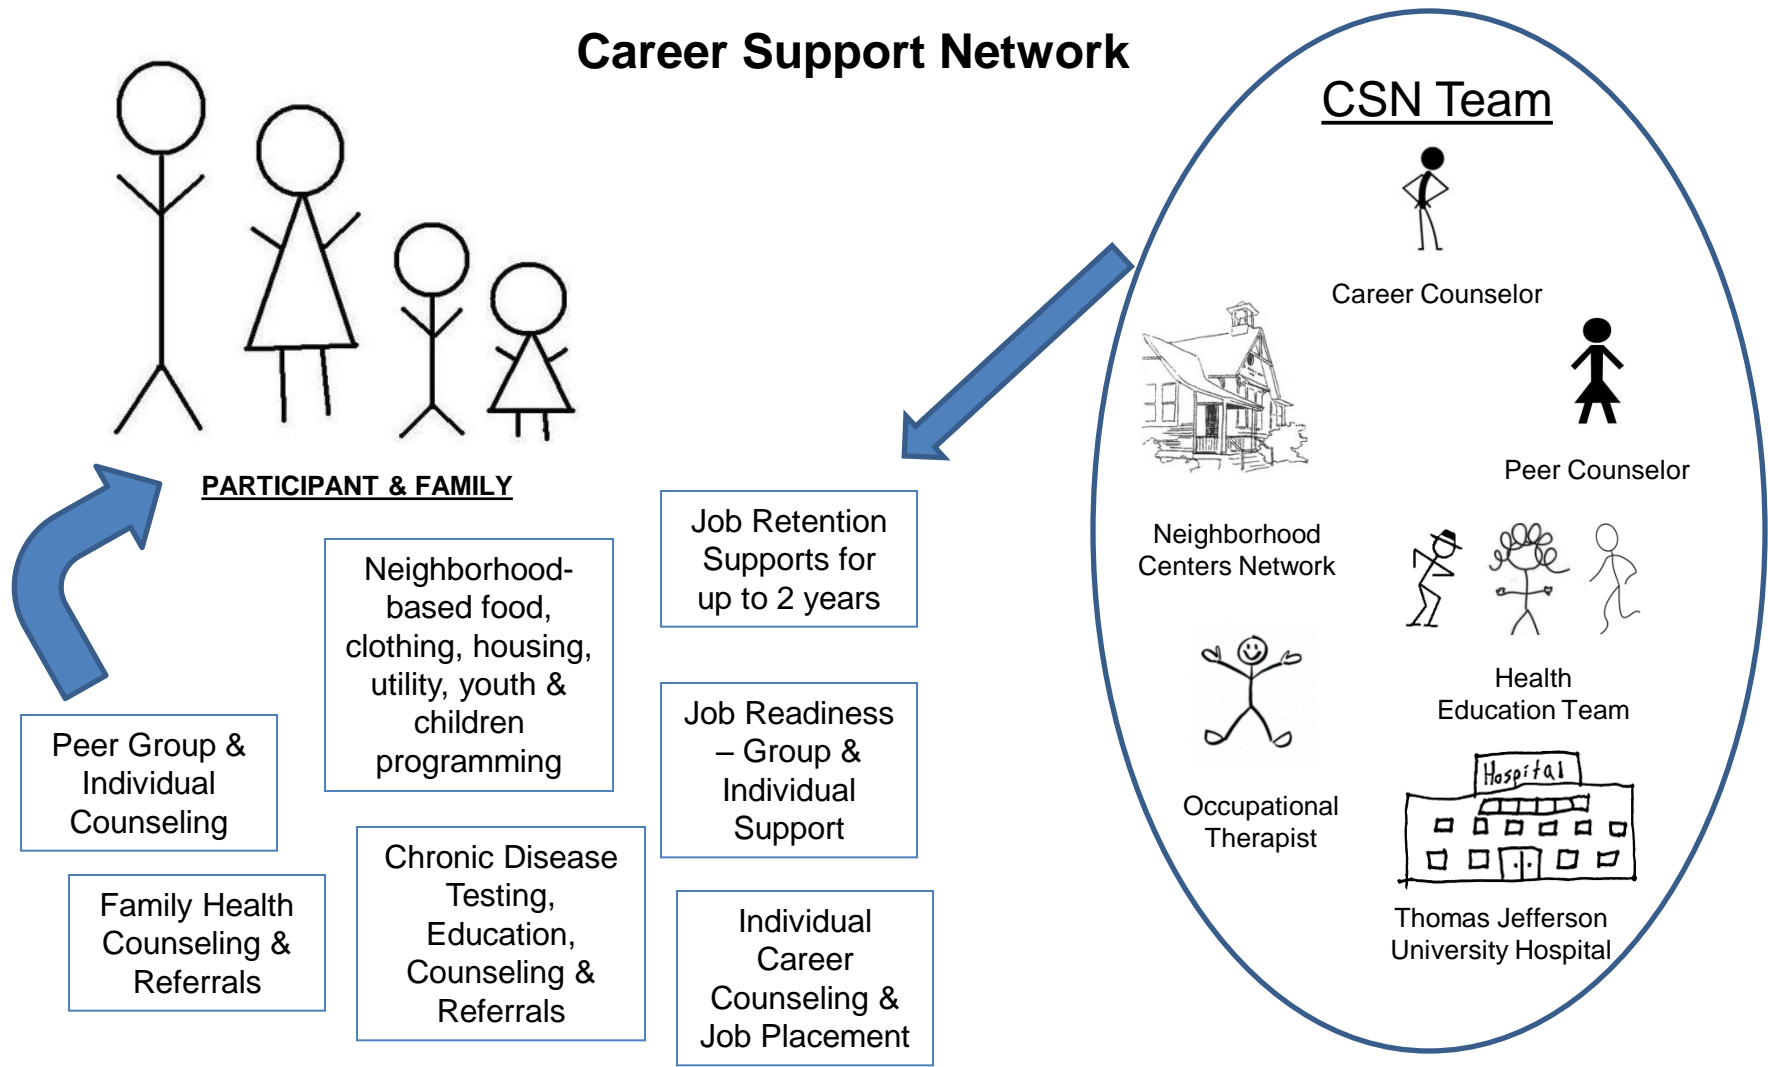 Career Support Network
PARTICIPANT & FAMILY
Peer Group &
Individual
Counseling
Family Health
Counseling &
Referrals
Neighborhood-
based food,
clothing, housing,
utility, youth &
children
programming
Chronic Disease
Testing,
Education,
Counseling &
Referrals
Job Retention
Supports for
up to 2 years
Job Readiness
– Group &
Individual
Support
Individual
Career
Counseling &
Job Placement
CSN Team
Career Counselor
Peer Counselor
Neighborhood
Centers Network
Health
Education Team
Occupational
Therapist
Hospital
Thomas Jefferson
University Hospital